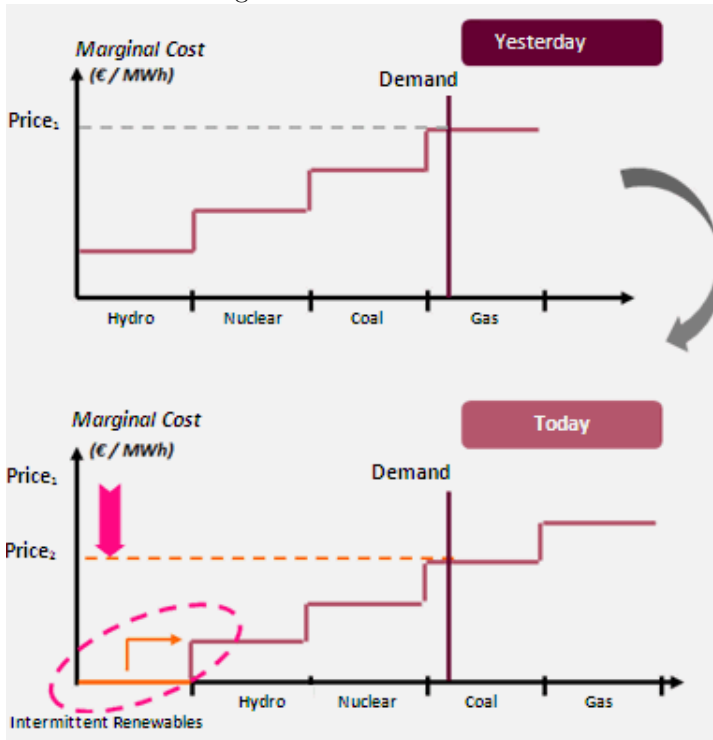 Marginal Cost
Yesterday
(€ / MWh)
Demand
Price₁
Hydro
Nuclear
Coal
Gas
Marginal Cost
Today
(€ / MWh)
Price₁
Demand
Price₂
Hydro
Nuclear
Coal
Gas
Intermittent Renewables